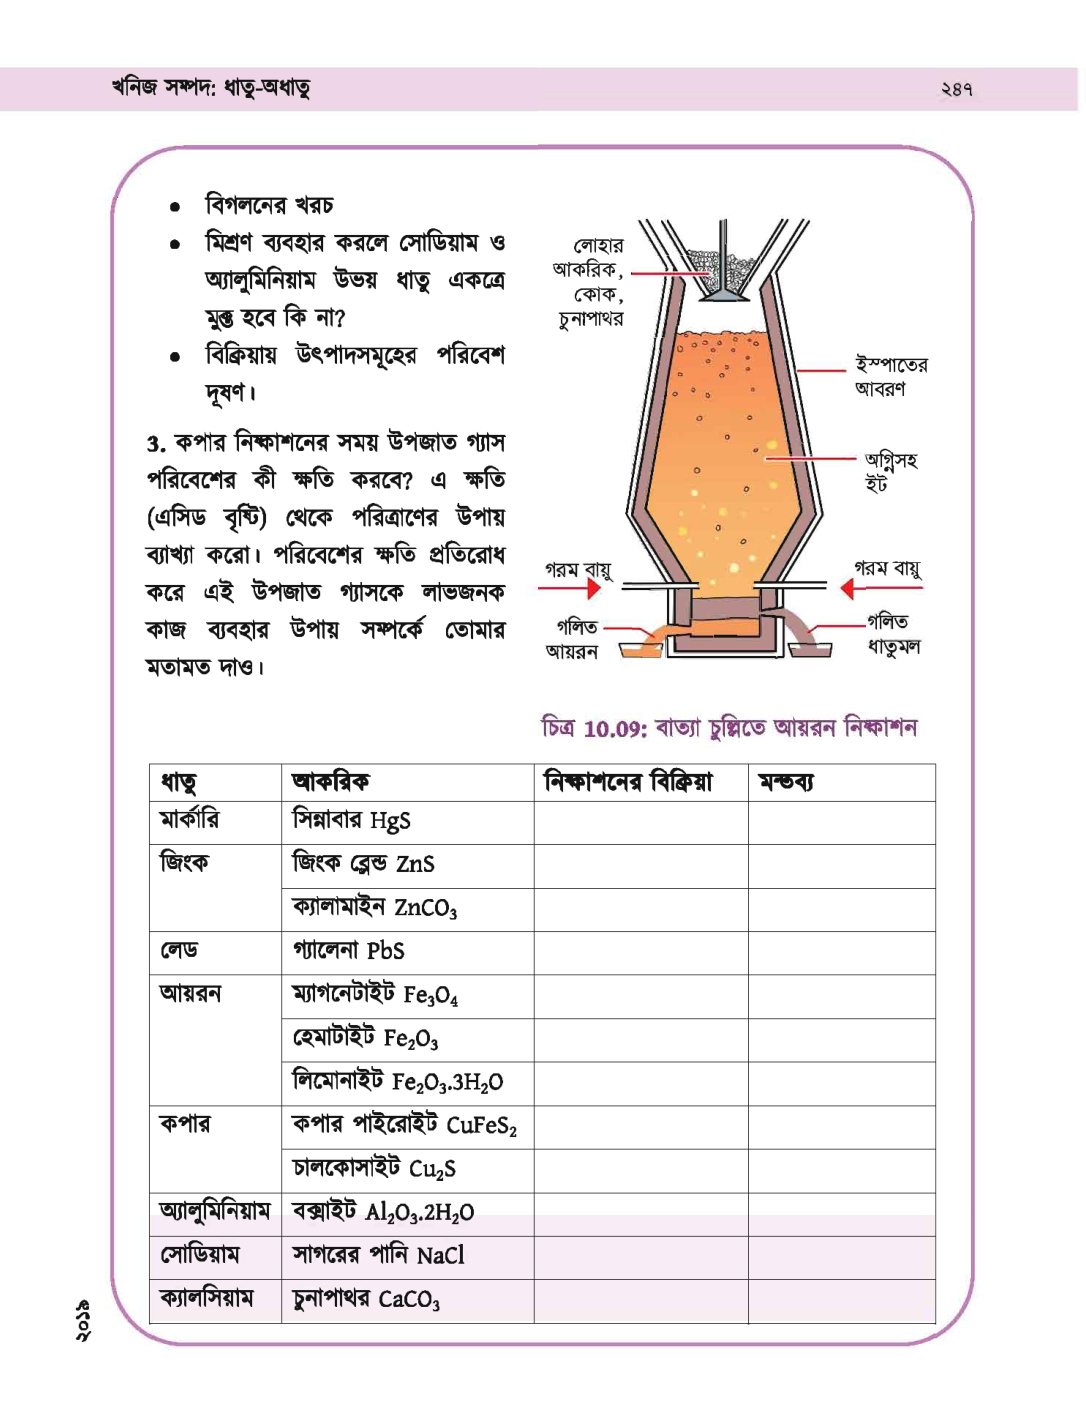 খনিজ সম্পদ: ধাতু-অধাতু
২৪৭
• বিগলনের খরচ
• মিশ্রণ ব্যবহার করলে সোডিয়াম ও
অ্যালুমিনিয়াম উভয় ধাতু একত্রে
মুক্ত হবে কি না?
• বিক্রিয়ায় উৎপাদসমূহের পরিবেশ
দূষণ।
3. কপার নিষ্কাশনের সময় উপজাত গ্যাস
পরিবেশের কী ক্ষতি করবে? এ ক্ষতি
(এসিড বৃষ্টি) থেকে পরিত্রাণের উপায়
ব্যাখ্যা করো। পরিবেশের ক্ষতি প্রতিরোধ
করে এই উপজাত গ্যাসকে লাভজনক
কাজ ব্যবহার উপায় সম্পর্কে তোমার
মতামত দাও।
লোহার
আকরিক,
কোক,
চুনাপাথর
ইস্পাতের
আবরণ
অগ্নিসহ
ইট
গরম বায়ু
গরম বায়ু
গলিত
আয়রন
গলিত
ধাতুমল
চিত্র 10.09: বাত্যা চুল্লিতে আয়রন নিষ্কাশন
ধাতু আকরিক নিষ্কাশনের বিক্রিয়া মন্তব্য
মার্কারি সিন্নাবার HgS
জিংক জিংক ব্লেন্ড ZnS
ক্যালামাইন ZnCO₃
লেড গ্যালেনা PbS
আয়রন ম্যাগনেটাইট Fe₃O₄
হেমাটাইট Fe₂O₃
লিমোনাইট Fe₂O₃.3H₂O
কপার কপার পাইরোইট CuFeS₂
চালকোসাইট Cu₂S
অ্যালুমিনিয়াম বক্সাইট Al₂O₃.2H₂O
সোডিয়াম সাগরের পানি NaCl
ক্যালসিয়াম চুনাপাথর CaCO₃
২০১৯